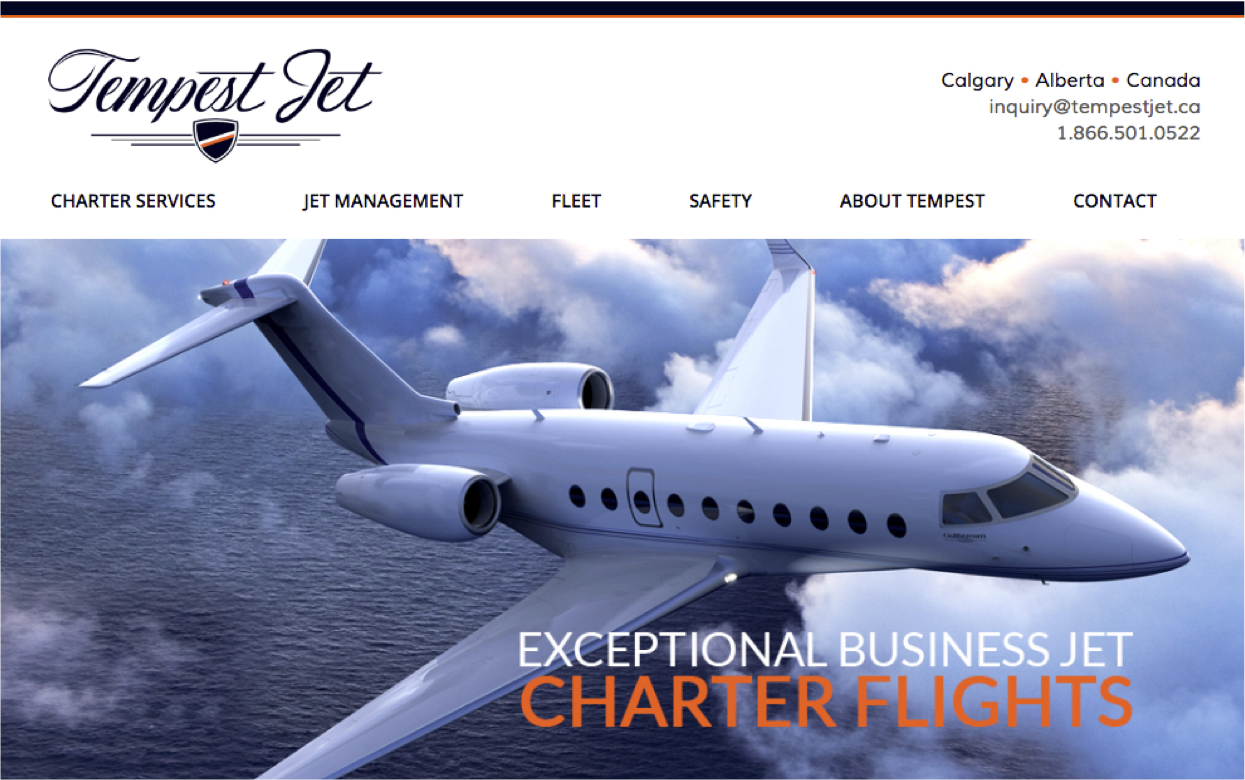 Tempest Jet
Calgary • Alberta • Canada
inquiry@tempestjet.ca
1.866.501.0522
CHARTER SERVICES JET MANAGEMENT FLEET SAFETY ABOUT TEMPEST CONTACT
Gulfstream
EXCEPTIONAL BUSINESS JET
CHARTER FLIGHTS